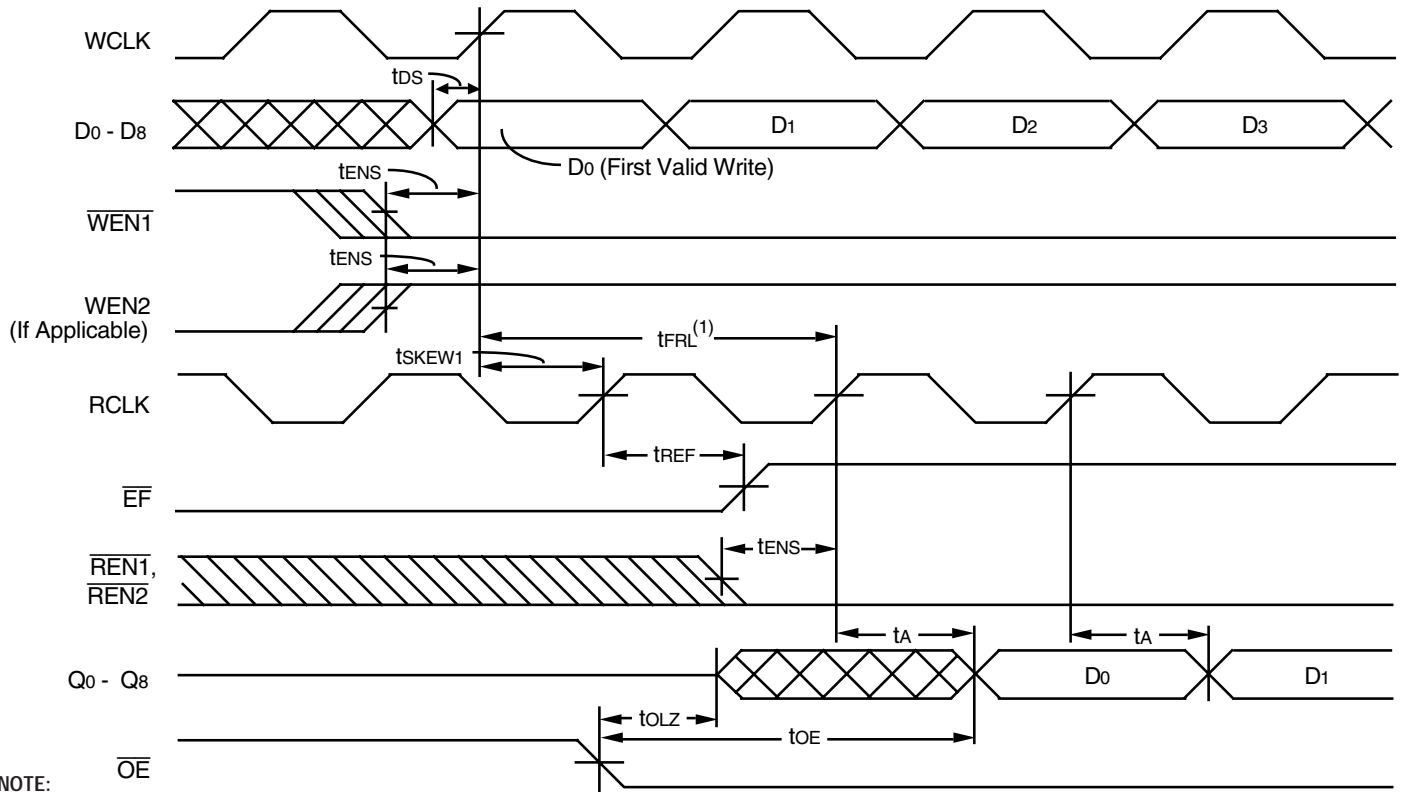 WCLK
tDS
D0 - D8
D1
D2
D3
D0 (First Valid Write)
tENS
WEN1
tENS
WEN2
(If Applicable)
tFRL(1)
tSKEW1
RCLK
tREF
EF
tENS
REN1,
REN2
tA
tA
Q0 - Q8
D0
D1
tOLZ
tOE
OE
NOTE: